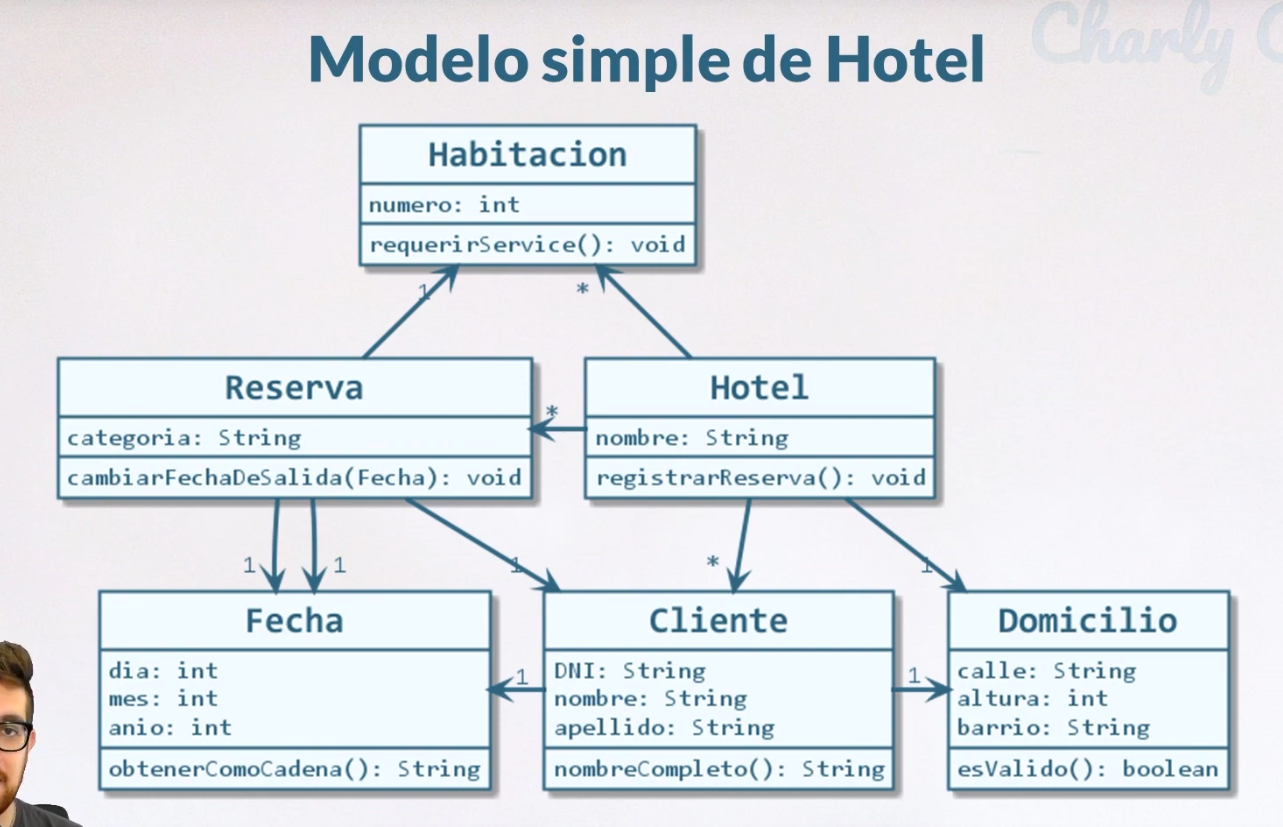 Charly
Modelo simple de Hotel
Habitacion
numero: int
requerirService(): void
1
*
Reserva
categoria: String
cambiarFechaDeSalida(Fecha): void
*
Hotel
nombre: String
registrarReserva(): void
1
1
1
*
1
Fecha
dia: int
mes: int
anio: int
obtenerComoCadena(): String
1
Cliente
DNI: String
nombre: String
apellido: String
nombreCompleto(): String
1
Domicilio
calle: String
altura: int
barrio: String
esValido(): boolean